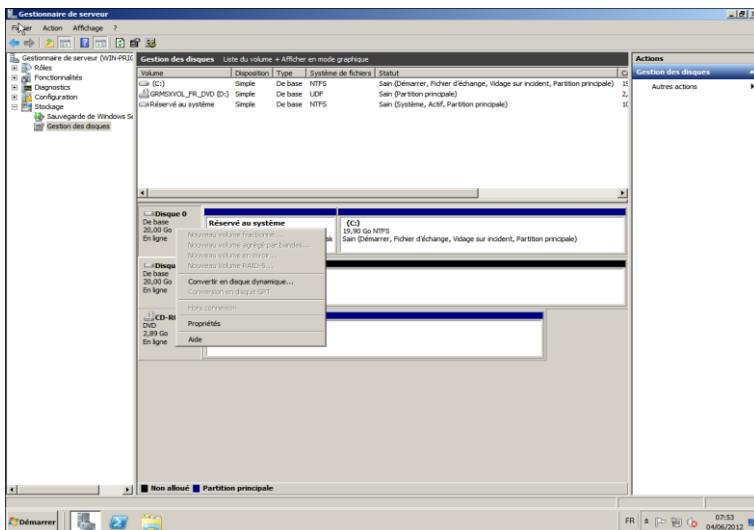 Gestionnaire de serveur
Fichier Action Affichage ?
Gestionnaire de serveur (WIN-PRIC
Rôles
Fonctionnalités
Diagnostics
Configuration
Stockage
Sauvegarde de Windows Se
Gestion des disques
Gestion des disques Liste du volume + Afficher en mode graphique
Volume Disposition Type Système de fichiers Statut
(C:) Simple De base NTFS Sain (Démarrer, Fichier d'échange, Vidage sur incident, Partition principale)
GRMSXVOL_FR_DVD (D:) Simple De base UDF Sain (Partition principale)
Réservé au système Simple De base NTFS Sain (Système, Actif, Partition principale)
Disque 0
De base
20,00 Go
En ligne
Réservé au système
(C:)
19,90 Go NTFS
Sain (Démarrer, Fichier d'échange, Vidage sur incident, Partition principale)
Disqu
De base
20,00 Go
En ligne
CD-RO
DVD
2,89 Go
En ligne
Nouveau volume fractionné...
Nouveau volume agrégé par bandes...
Nouveau volume en miroir...
Nouveau Volume RAID-5...
Convertir en disque dynamique...
Conversion en disque GPT
Hors connexion
Propriétés
Aide
Non alloué Partition principale
Actions
Gestion des disques
Autres actions
Démarrer
FR
07:53
04/06/2012